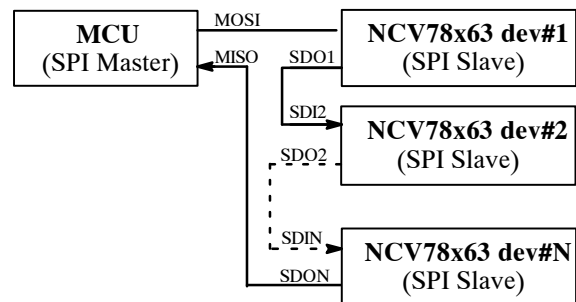 MCU
(SPI Master)
MOSI
MISO
NCV78x63 dev#1
(SPI Slave)
SDO1
SDI2
NCV78x63 dev#2
(SPI Slave)
SDO2
SDIN
NCV78x63 dev#N
(SPI Slave)
SDON